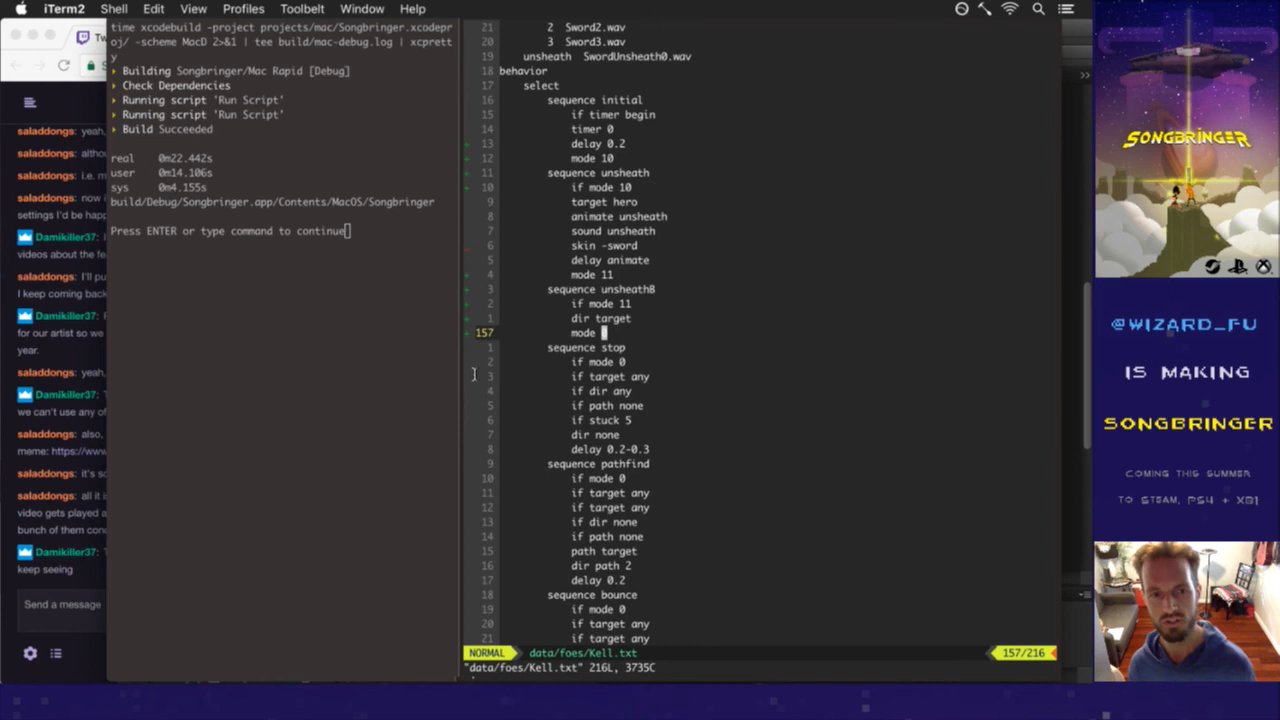 iTerm2 Shell Edit View Profiles Toolbelt Window Help
Tw
S
saladdongs: yeah,
saladdongs: althou
saladdongs: i.e. m
saladdongs: now i
settings I'd be happ
Damikiller37: I
videos about the fe
saladdongs: I'll pu
I keep coming back
Damikiller37: F
for our artist so we
year.
saladdongs: yeah,
Damikiller37: T
we can't use any of
saladdongs: also,
meme: https://www
saladdongs: it's so
saladdongs: all it is
video gets played a
bunch of them cond
Damikiller37: T
keep seeing
Send a message
time xcodebuild -project projects/mac/Songbringer.xcodepr
oj/ -scheme MacD 2>&1 | tee build/mac-debug.log | xcprett
y
Building Songbringer/Mac Rapid [Debug]
Check Dependencies
Running script 'Run Script'
Running script 'Run Script'
Build Succeeded
real 0m22.442s
user 0m14.106s
sys 0m4.155s
build/Debug/Songbringer.app/Contents/MacOS/Songbringer
Press ENTER or type command to continue
21 2 Sword2.wav
20 3 Sword3.wav
19 unsheath SwordUnsheath0.wav
18 behavior
17 select
16 sequence initial
15 if timer begin
14 timer 0
13 delay 0.2
12 mode 10
11 sequence unsheath
10 if mode 10
9 target hero
8 animate unsheath
7 sound unsheath
6 skin -sword
5 delay animate
4 mode 11
3 sequence unsheathB
2 if mode 11
1 dir target
157 mode 0
1 sequence stop
2 if mode 0
3 if target any
4 if dir any
5 if path none
6 if stuck 5
7 dir none
8 delay 0.2-0.3
9 sequence pathfind
10 if mode 0
11 if target any
12 if target any
13 if dir none
14 if path none
15 path target
16 dir path 2
17 delay 0.2
18 sequence bounce
19 if mode 0
20 if target any
21 if target any
NORMAL data/foes/Kell.txt 157/216
"data/foes/Kell.txt" 216L, 3735C
SONGBRINGER
@WIZARD_FU
IS MAKING
SONGBRINGER
COMING THIS SUMMER
TO STEAM, PS4 + XB1